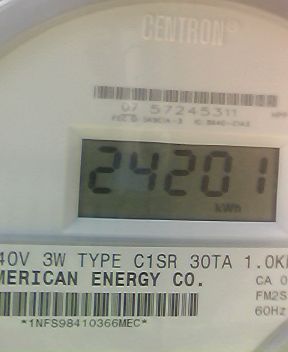 CENTRON®
07 57245311
24201
kWh
40V 3W TYPE C1SR 30TA 1.0K
MERICAN ENERGY CO.
CA 0
FM2S
60Hz
*1NFS98410366MEC*